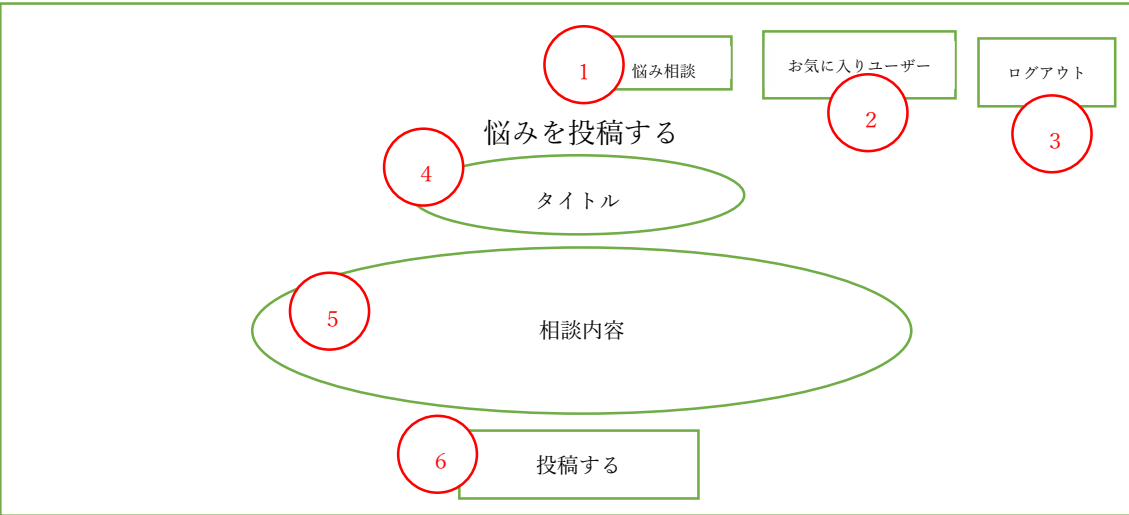 1
悩み相談
お気に入りユーザー
2
ログアウト
3
悩みを投稿する
4
タイトル
5
相談内容
6
投稿する